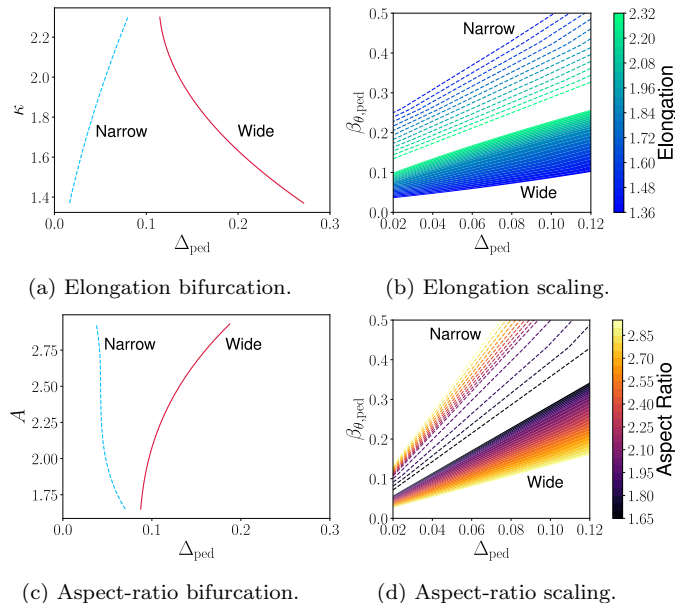 2.2
2.0
1.8
1.6
1.4
κ
Narrow
Wide
0.0
0.1
0.2
0.3
Δ_ped
(a) Elongation bifurcation.
0.5
0.4
0.3
0.2
0.1
0.0
β_θ,ped
Narrow
Wide
0.02
0.04
0.06
0.08
0.10
0.12
Δ_ped
2.32
2.20
2.08
1.96
1.84
1.72
1.60
1.48
1.36
Elongation
(b) Elongation scaling.
2.75
2.50
2.25
2.00
1.75
A
Narrow
Wide
0.0
0.1
0.2
0.3
Δ_ped
(c) Aspect-ratio bifurcation.
0.5
0.4
0.3
0.2
0.1
0.0
β_θ,ped
Narrow
Wide
0.02
0.04
0.06
0.08
0.10
0.12
Δ_ped
2.85
2.70
2.55
2.40
2.25
2.10
1.95
1.80
1.65
Aspect Ratio
(d) Aspect-ratio scaling.